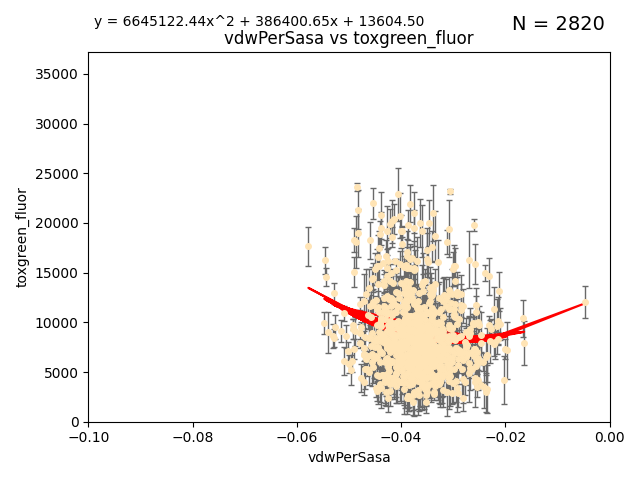 y = 6645122.44x^2 + 386400.65x + 13604.50
N = 2820
vdwPerSasa vs toxgreen_fluor
35000
30000
25000
20000
15000
10000
5000
0
toxgreen_fluor
−0.10
−0.08
−0.06
−0.04
−0.02
0.00
vdwPerSasa